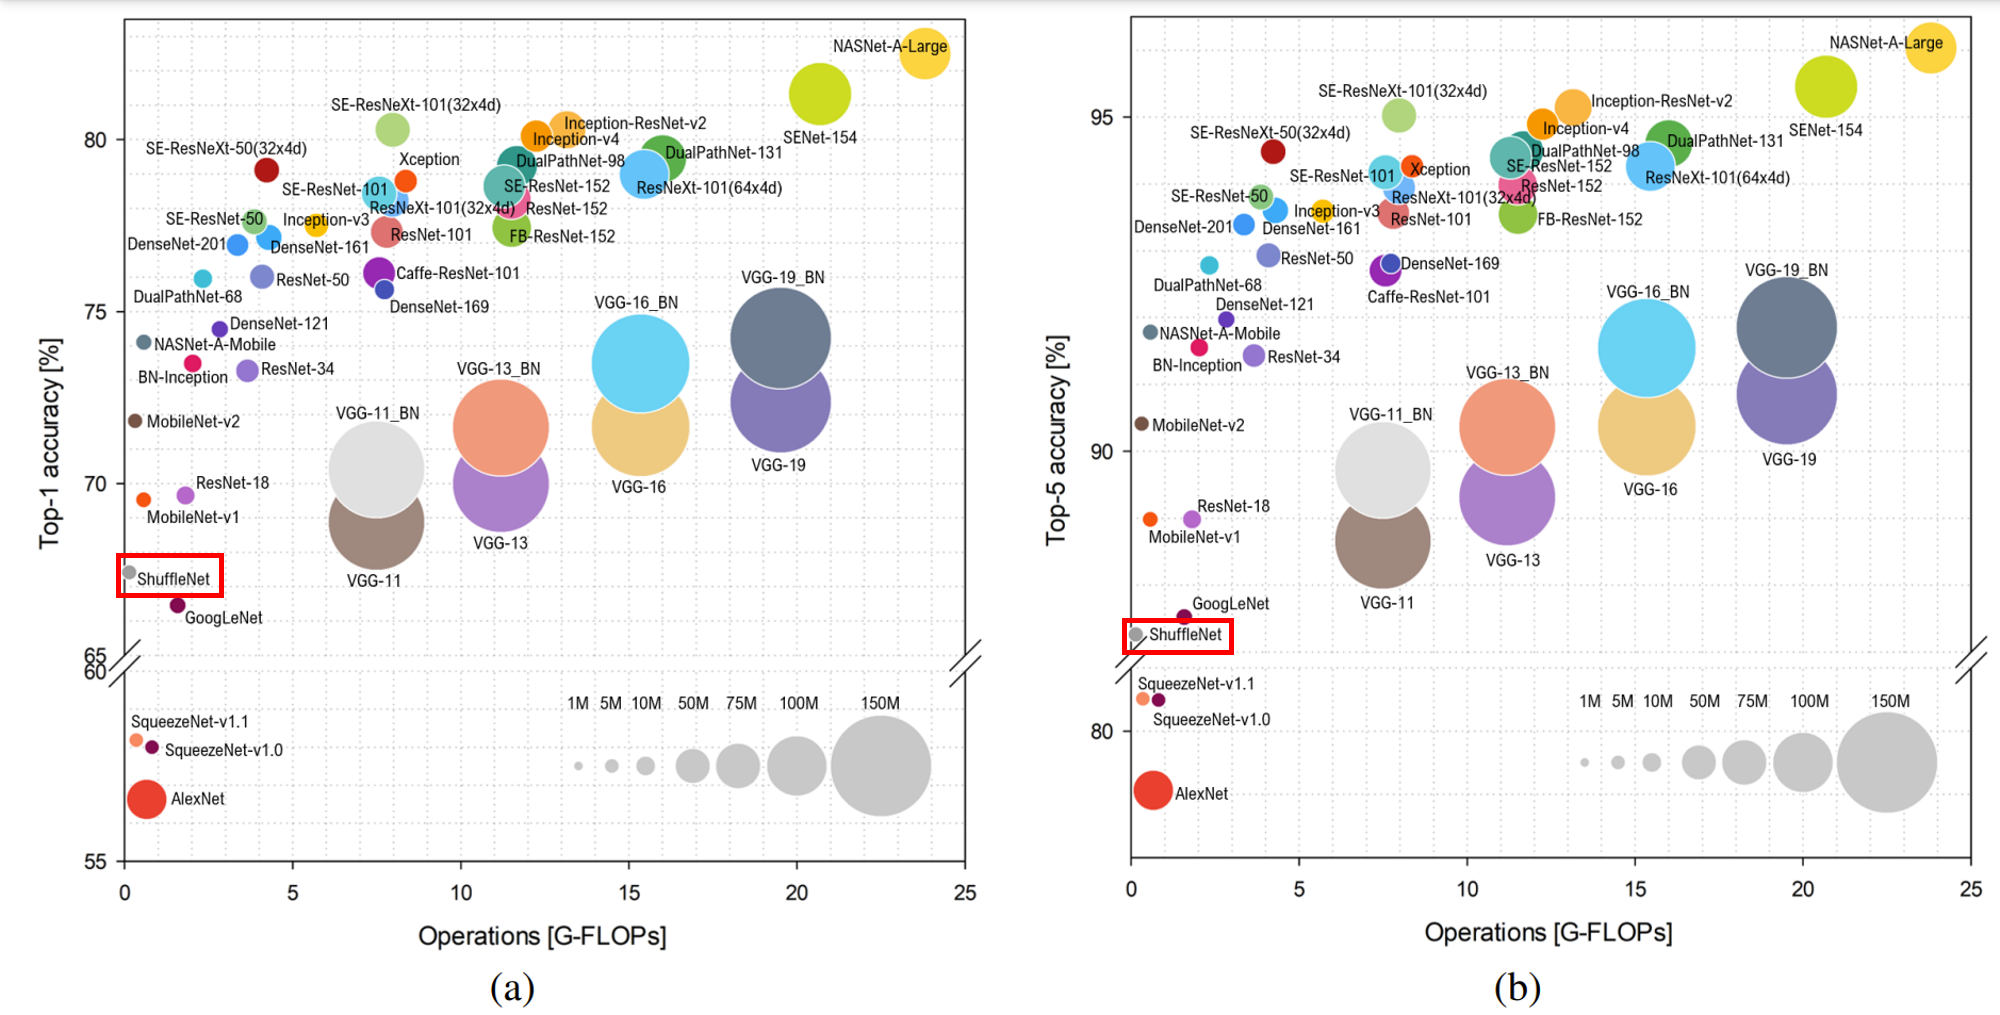 NASNet-A-Large
SE-ResNeXt-101(32x4d)
Inception-ResNet-v2
SENet-154
80
Inception-v4
SE-ResNeXt-50(32x4d)
Xception
DualPathNet-98
DualPathNet-131
SE-ResNet-101
SE-ResNet-152
ResNeXt-101(64x4d)
ResNeXt-101(32x4d)
ResNet-152
SE-ResNet-50
Inception-v3
ResNet-101
FB-ResNet-152
DenseNet-201
DenseNet-161
Caffe-ResNet-101
ResNet-50
VGG-19_BN
DualPathNet-68
VGG-16_BN
DenseNet-169
75
DenseNet-121
NASNet-A-Mobile
ResNet-34
VGG-13_BN
BN-Inception
VGG-11_BN
MobileNet-v2
VGG-19
70
ResNet-18
VGG-16
MobileNet-v1
VGG-13
ShuffleNet
VGG-11
GoogLeNet
65
60
1M 5M 10M 50M 75M 100M 150M
SqueezeNet-v1.1
SqueezeNet-v1.0
AlexNet
55
0 5 10 15 20 25
Top-1 accuracy [%]
Operations [G-FLOPs]
(a)
NASNet-A-Large
SE-ResNeXt-101(32x4d)
Inception-ResNet-v2
95
SENet-154
SE-ResNeXt-50(32x4d)
Inception-v4
DualPathNet-131
DualPathNet-98
SE-ResNet-152
Xception
SE-ResNet-101
ResNeXt-101(64x4d)
ResNet-152
SE-ResNet-50
ResNeXt-101(32x4d)
Inception-v3
ResNet-101
FB-ResNet-152
DenseNet-201
DenseNet-161
ResNet-50
DenseNet-169
VGG-19_BN
DualPathNet-68
VGG-16_BN
Caffe-ResNet-101
DenseNet-121
NASNet-A-Mobile
ResNet-34
BN-Inception
VGG-13_BN
VGG-11_BN
MobileNet-v2
90
VGG-19
VGG-16
ResNet-18
MobileNet-v1
VGG-13
GoogLeNet
VGG-11
ShuffleNet
SqueezeNet-v1.1
1M 5M 10M 50M 75M 100M 150M
SqueezeNet-v1.0
80
AlexNet
0 5 10 15 20 25
Top-5 accuracy [%]
Operations [G-FLOPs]
(b)